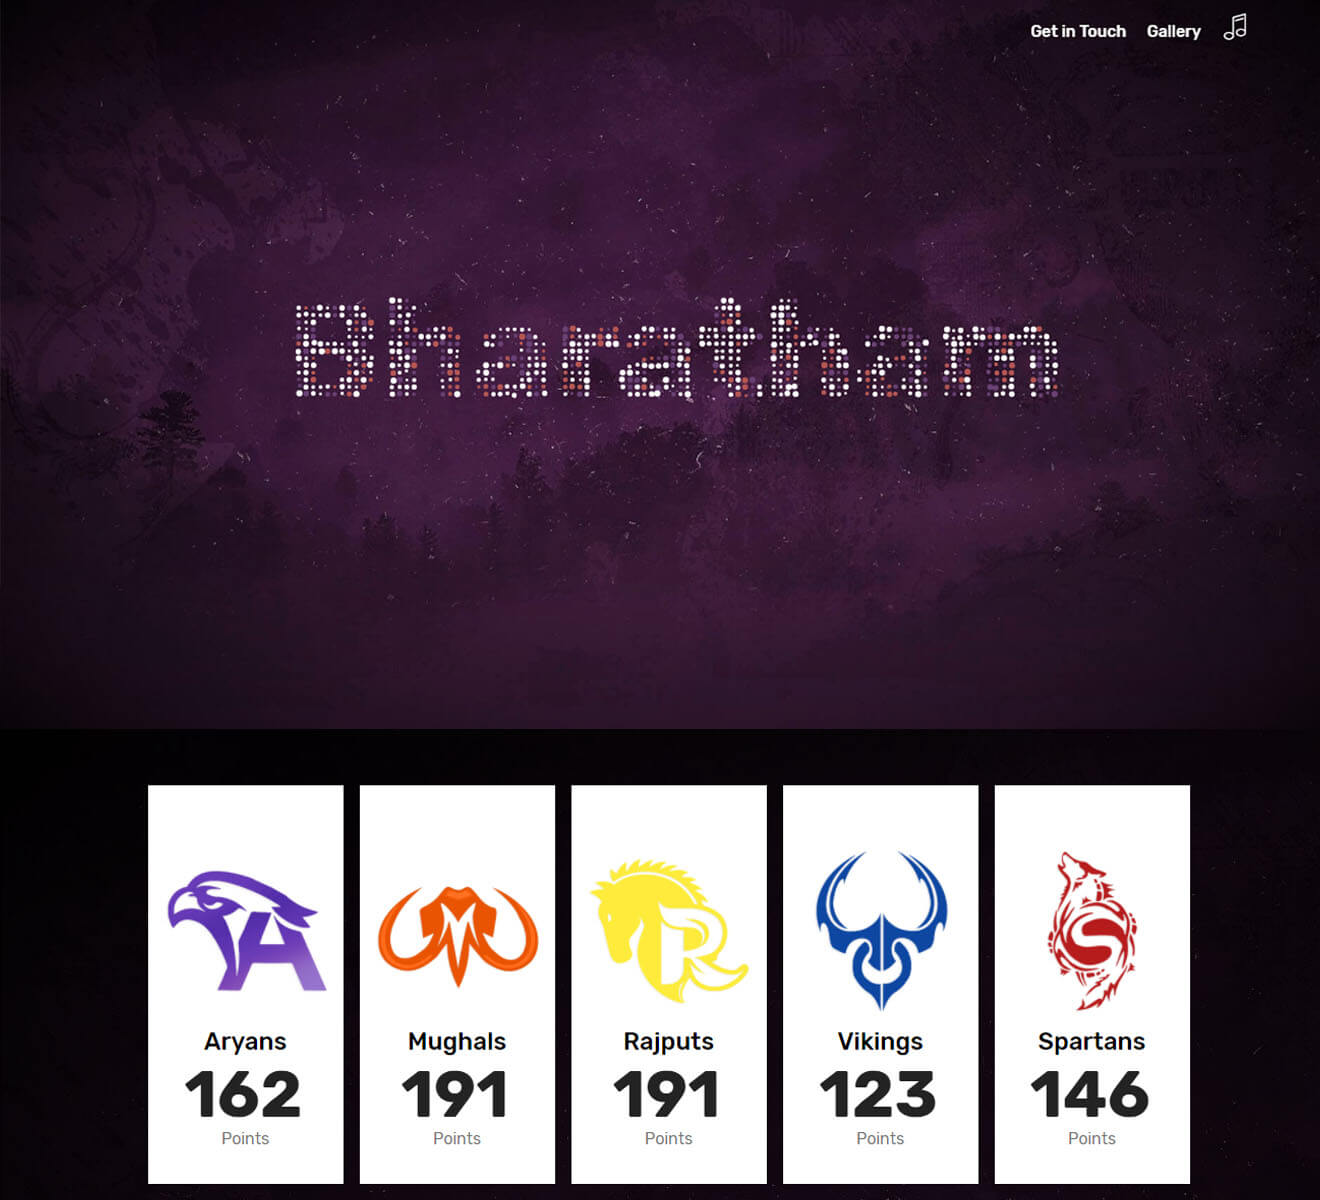 Get in Touch Gallery
Bharatham
Aryans Mughals Rajputs Vikings Spartans
162 191 191 123 146
Points Points Points Points Points